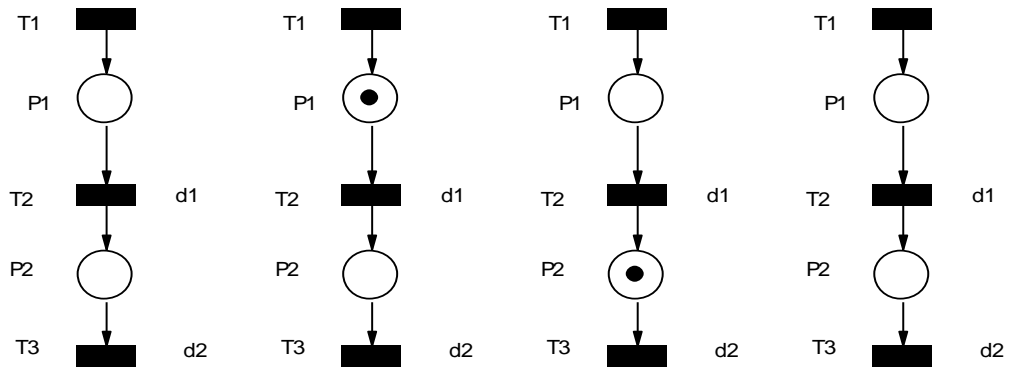 T1 T1 T1 T1
P1 P1 P1 P1
T2 d1 T2 d1 T2 d1 T2 d1
P2 P2 P2 P2
T3 d2 T3 d2 T3 d2 T3 d2